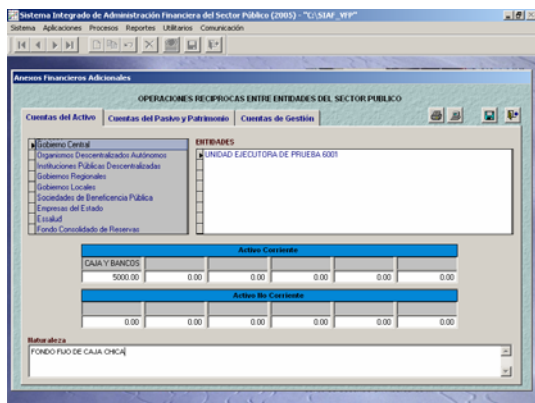 Sistema Integrado de Administración Financiera del Sector Público (2005) - "C:\SIAF_VFP"
Sistema Aplicaciones Procesos Reportes Utilitarios Comunicación
Anexos Financieros Adicionales
OPERACIONES RECIPROCAS ENTRE ENTIDADES DEL SECTOR PUBLICO
Cuentas del Activo Cuentas del Pasivo y Patrimonio Cuentas de Gestión
ENTIDADES
Gobierno Central
UNIDAD EJECUTORA DE PRUEBA 6001
Organismos Descentralizados Autónomos
Instituciones Públicas Descentralizadas
Gobiernos Regionales
Gobiernos Locales
Sociedades de Beneficencia Pública
Empresas del Estado
Essalud
Fondo Consolidado de Reservas
Activo Corriente
CAJA Y BANCOS
5000.00 0.00 0.00 0.00 0.00 0.00
Activo No Corriente
0.00 0.00 0.00 0.00 0.00 0.00
Naturaleza
FONDO FIJO DE CAJA CHICA